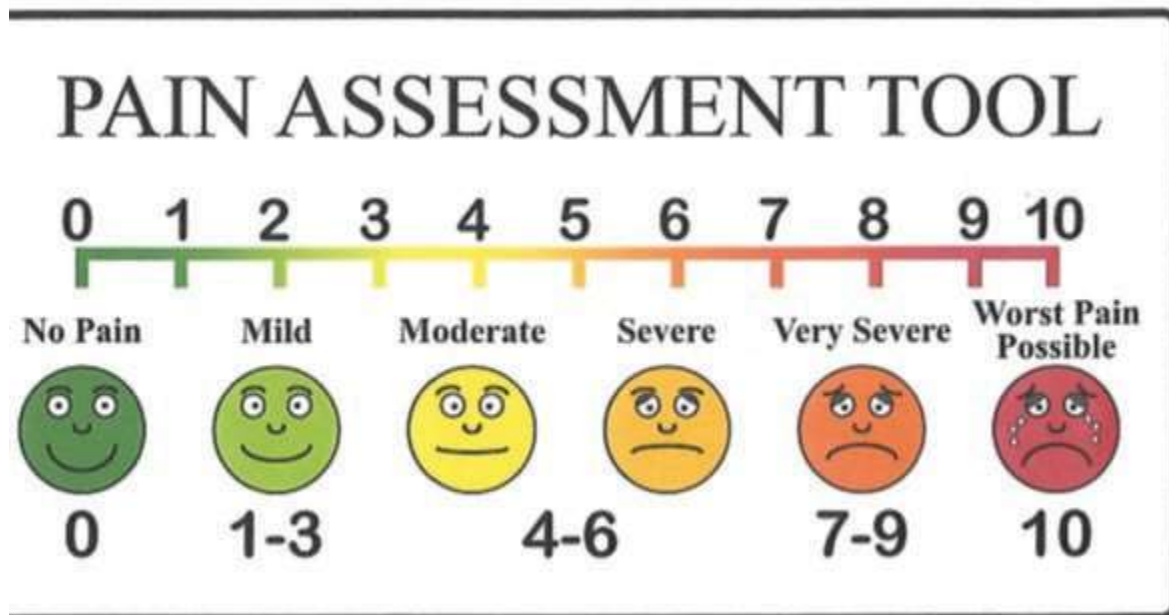 PAIN ASSESSMENT TOOL
0 1 2 3 4 5 6 7 8 9 10
No Pain Mild Moderate Severe Very Severe Worst Pain
Possible
0 1-3 4-6 7-9 10